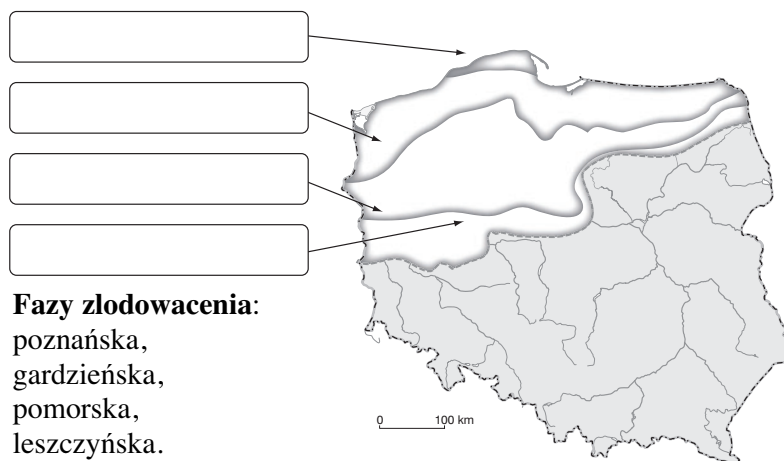 Fazy zlodowacenia:
poznańska,
gardzieńska,
pomorska,
leszczyńska.
0 100 km